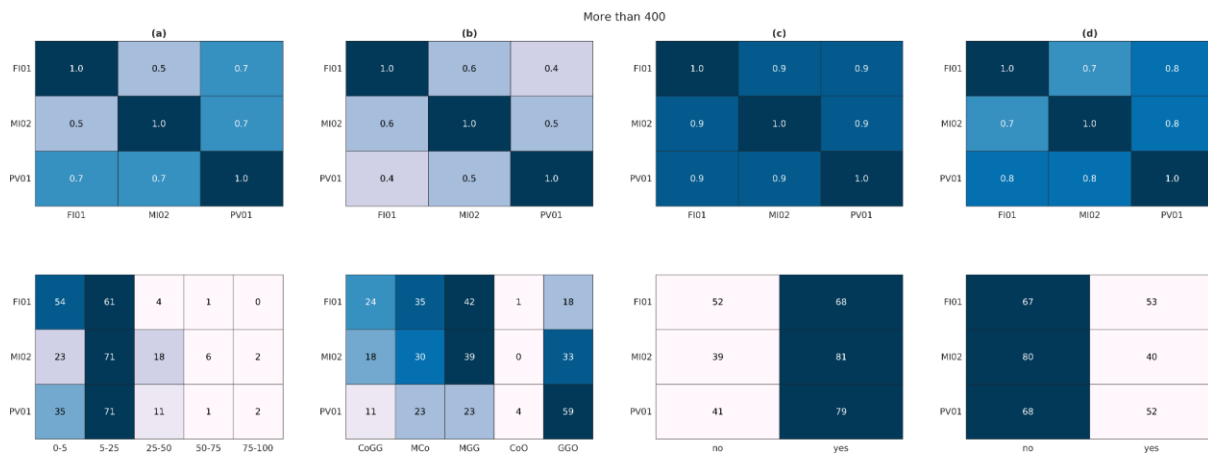 More than 400
(a) (b) (c) (d)
FI01 1.0 0.5 0.7 FI01 1.0 0.6 0.4 FI01 1.0 0.9 0.9 FI01 1.0 0.7 0.8
MI02 0.5 1.0 0.7 MI02 0.6 1.0 0.5 MI02 0.9 1.0 0.9 MI02 0.7 1.0 0.8
PV01 0.7 0.7 1.0 PV01 0.4 0.5 1.0 PV01 0.9 0.9 1.0 PV01 0.8 0.8 1.0
FI01 MI02 PV01 FI01 MI02 PV01 FI01 MI02 PV01 FI01 MI02 PV01
FI01 54 61 4 1 0 FI01 24 35 42 1 18 FI01 52 68 FI01 67 53
MI02 23 71 18 6 2 MI02 18 30 39 0 33 MI02 39 81 MI02 80 40
PV01 35 71 11 1 2 PV01 11 23 23 4 59 PV01 41 79 PV01 68 52
0-5 5-25 25-50 50-75 75-100 CoGG MCo MGG CoO GGO no yes no yes